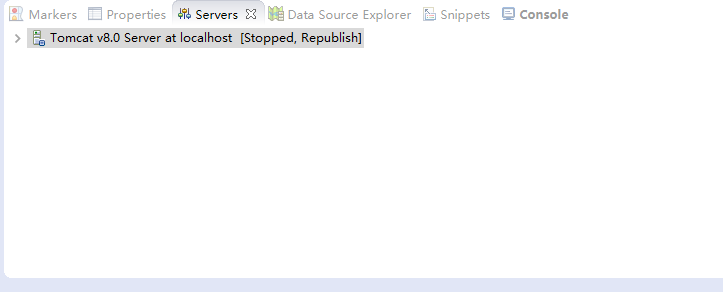 Markers Properties Servers Data Source Explorer Snippets Console
Tomcat v8.0 Server at localhost [Stopped, Republish]